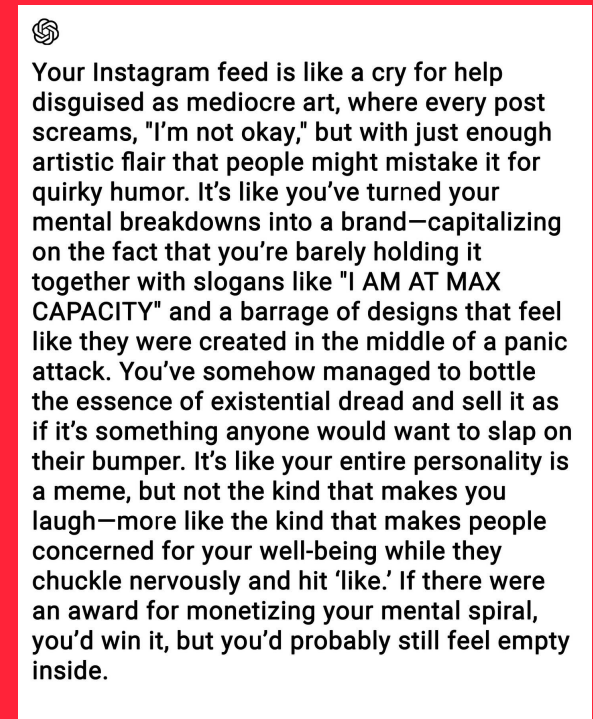 Your Instagram feed is like a cry for help
disguised as mediocre art, where every post
screams, "I’m not okay," but with just enough
artistic flair that people might mistake it for
quirky humor. It’s like you’ve turned your
mental breakdowns into a brand—capitalizing
on the fact that you’re barely holding it
together with slogans like "I AM AT MAX
CAPACITY" and a barrage of designs that feel
like they were created in the middle of a panic
attack. You’ve somehow managed to bottle
the essence of existential dread and sell it as
if it’s something anyone would want to slap on
their bumper. It’s like your entire personality is
a meme, but not the kind that makes you
laugh—more like the kind that makes people
concerned for your well-being while they
chuckle nervously and hit ‘like.’ If there were
an award for monetizing your mental spiral,
you’d win it, but you’d probably still feel empty
inside.